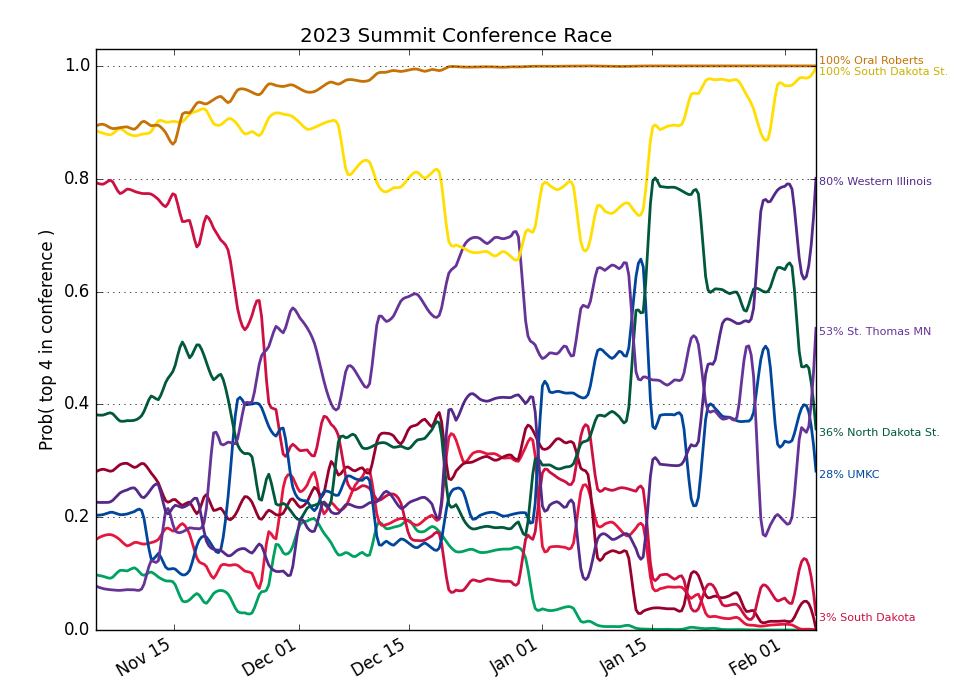 2023 Summit Conference Race
Prob( top 4 in conference )
1.0
0.8
0.6
0.4
0.2
0.0
Nov 15
Dec 01
Dec 15
Jan 01
Jan 15
Feb 01
100% Oral Roberts
100% South Dakota St.
80% Western Illinois
53% St. Thomas MN
36% North Dakota St.
28% UMKC
3% South Dakota